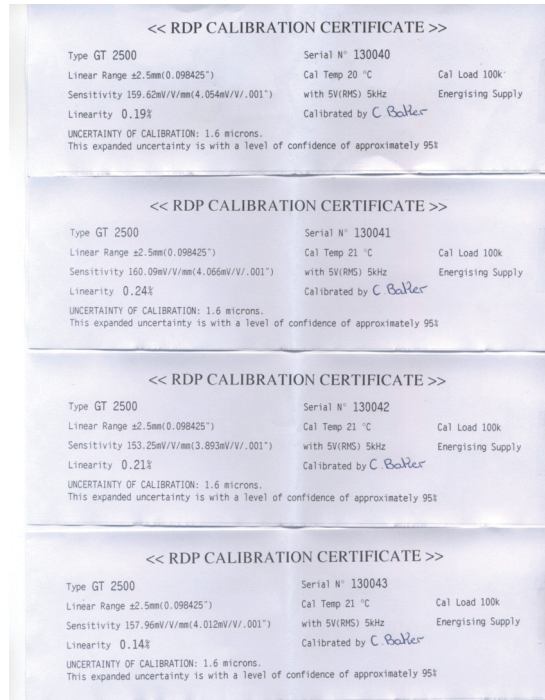 << RDP CALIBRATION CERTIFICATE >>
Type GT 2500 Serial N° 130040
Linear Range ±2.5mm(0.098425") Cal Temp 20 °C Cal Load 100k
Sensitivity 159.62mV/V/mm(4.054mV/V/.001") with 5V(RMS) 5kHz Energising Supply
Linearity 0.19% Calibrated by C Baker
UNCERTAINTY OF CALIBRATION: 1.6 microns.
This expanded uncertainty is with a level of confidence of approximately 95%
<< RDP CALIBRATION CERTIFICATE >>
Type GT 2500 Serial N° 130041
Linear Range ±2.5mm(0.098425") Cal Temp 21 °C Cal Load 100k
Sensitivity 160.09mV/V/mm(4.066mV/V/.001") with 5V(RMS) 5kHz Energising Supply
Linearity 0.24% Calibrated by C Baker
UNCERTAINTY OF CALIBRATION: 1.6 microns.
This expanded uncertainty is with a level of confidence of approximately 95%
<< RDP CALIBRATION CERTIFICATE >>
Type GT 2500 Serial N° 130042
Linear Range ±2.5mm(0.098425") Cal Temp 21 °C Cal Load 100k
Sensitivity 153.25mV/V/mm(3.893mV/V/.001") with 5V(RMS) 5kHz Energising Supply
Linearity 0.21% Calibrated by C. Baker
UNCERTAINTY OF CALIBRATION: 1.6 microns.
This expanded uncertainty is with a level of confidence of approximately 95%
<< RDP CALIBRATION CERTIFICATE >>
Type GT 2500 Serial N° 130043
Linear Range ±2.5mm(0.098425") Cal Temp 21 °C Cal Load 100k
Sensitivity 157.96mV/V/mm(4.012mV/V/.001") with 5V(RMS) 5kHz Energising Supply
Linearity 0.14% Calibrated by C Baker
UNCERTAINTY OF CALIBRATION: 1.6 microns.
This expanded uncertainty is with a level of confidence of approximately 95%